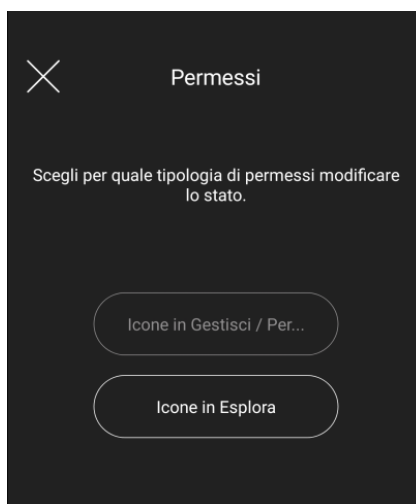 Permessi
Scegli per quale tipologia di permessi modificare
lo stato.
Icone in Gestisci / Per...
Icone in Esplora